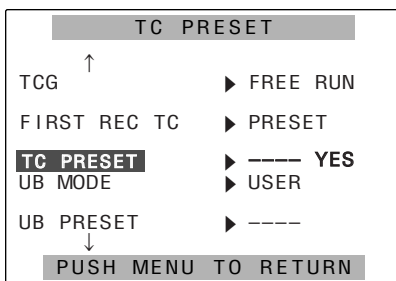 TC PRESET
↑
TCG ▶ FREE RUN
FIRST REC TC ▶ PRESET
TC PRESET ▶ –––– YES
UB MODE ▶ USER
UB PRESET ▶ ––––
↓
PUSH MENU TO RETURN